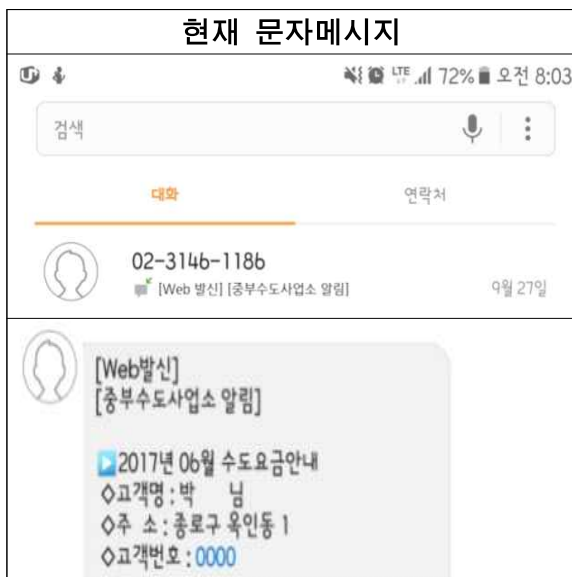 현재 문자메시지
LTE 72% 오전 8:03
검색
대화 연락처
02-3146-1186
[Web 발신] [중부수도사업소 알림] 9월 27일
[Web발신]
[중부수도사업소 알림]
▶2017년 06월 수도요금안내
◇고객명 : 박 님
◇주 소 : 종로구 옥인동 1
◇고객번호 : 0000